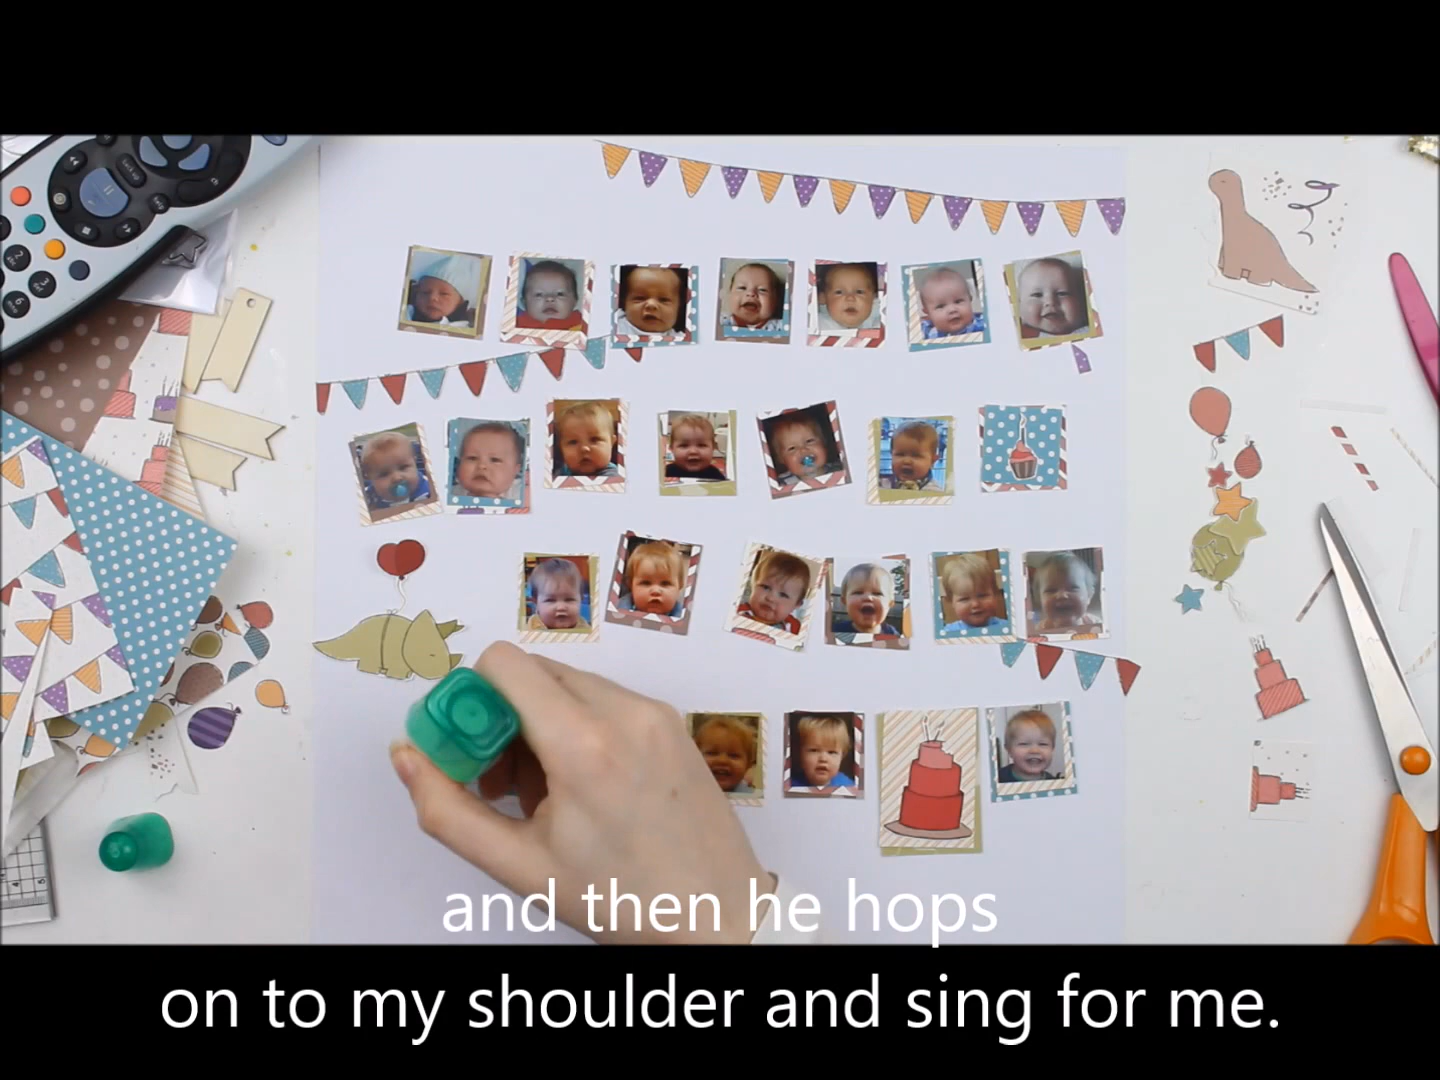 and then he hops
on to my shoulder and sing for me.